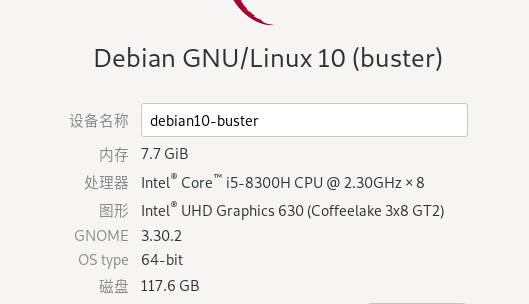 Debian GNU/Linux 10 (buster)
设备名称 debian10-buster
内存 7.7 GiB
处理器 Intel® Core™ i5-8300H CPU @ 2.30GHz × 8
图形 Intel® UHD Graphics 630 (Coffeelake 3x8 GT2)
GNOME 3.30.2
OS type 64-bit
磁盘 117.6 GB